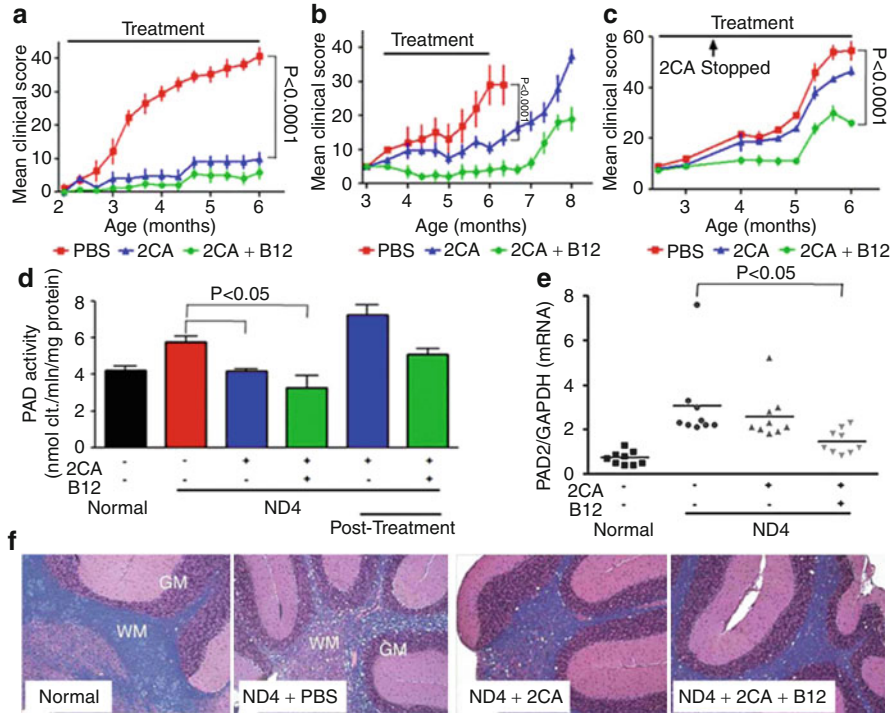 a
Treatment
Mean clinical score
40
30
20
10
0
P<0.0001
2 3 4 5 6
Age (months)
PBS 2CA 2CA + B12
b
Treatment
Mean clinical score
40
30
20
10
0
P<0.0001
3 4 5 6 7 8
Age (months)
PBS 2CA 2CA + B12
c
Treatment
2CA Stopped
Mean clinical score
60
40
20
0
P<0.0001
3 4 5 6
Age (months)
PBS 2CA 2CA + B12
d
PAD activity
(nmol clt./mln/mg protein)
8
6
4
2
0
P<0.05
2CA - - + + + +
B12 - - - + - +
Normal ND4
Post-Treatment
e
PAD2/GAPDH (mRNA)
8
6
4
2
0
P<0.05
2CA - - + +
B12 - - - +
Normal ND4
f
GM
WM
Normal
WM
GM
ND4 + PBS
ND4 + 2CA
ND4 + 2CA + B12